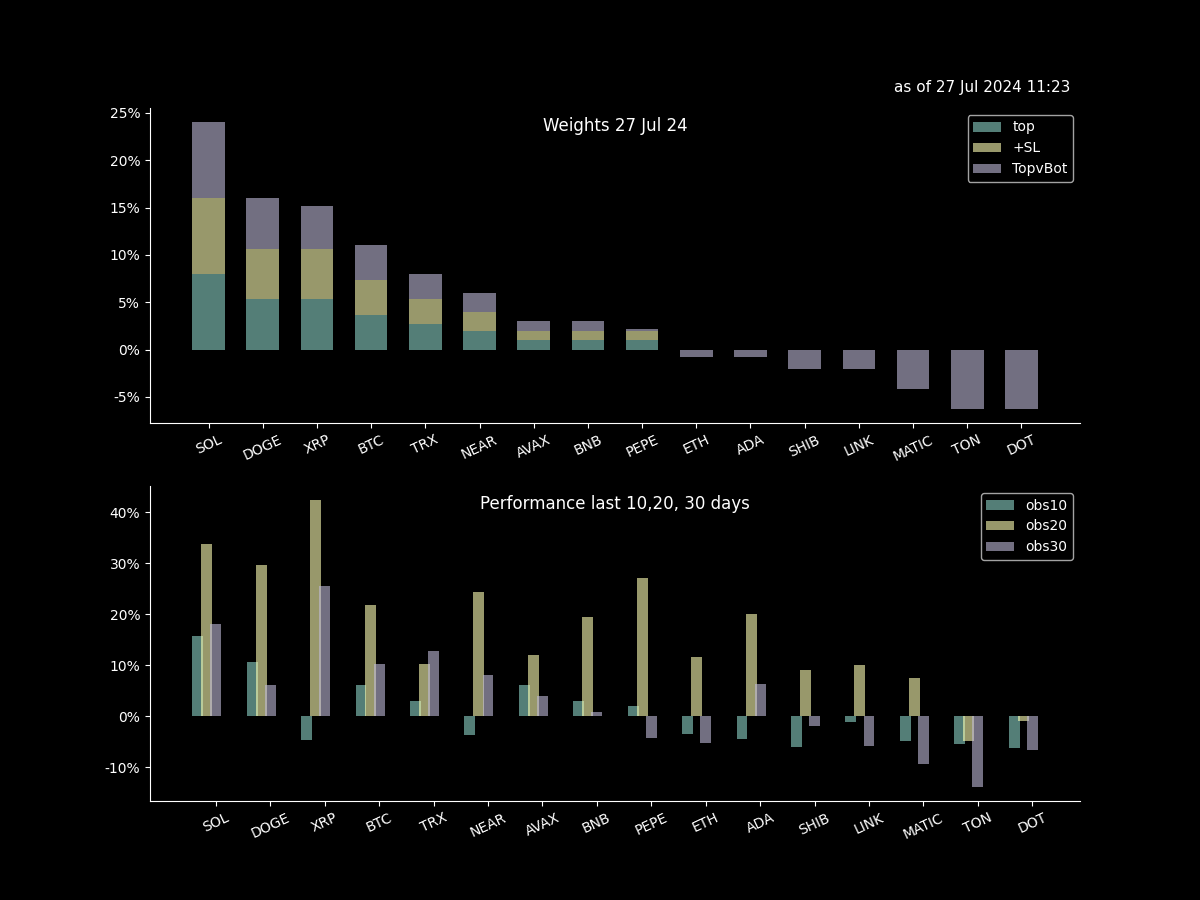 as of 27 Jul 2024 11:23
Weights 27 Jul 24
top
+SL
TopvBot
25%
20%
15%
10%
5%
0%
-5%
SOL DOGE XRP BTC TRX NEAR AVAX BNB PEPE ETH ADA SHIB LINK MATIC TON DOT
Performance last 10,20, 30 days
obs10
obs20
obs30
40%
30%
20%
10%
0%
-10%
SOL DOGE XRP BTC TRX NEAR AVAX BNB PEPE ETH ADA SHIB LINK MATIC TON DOT